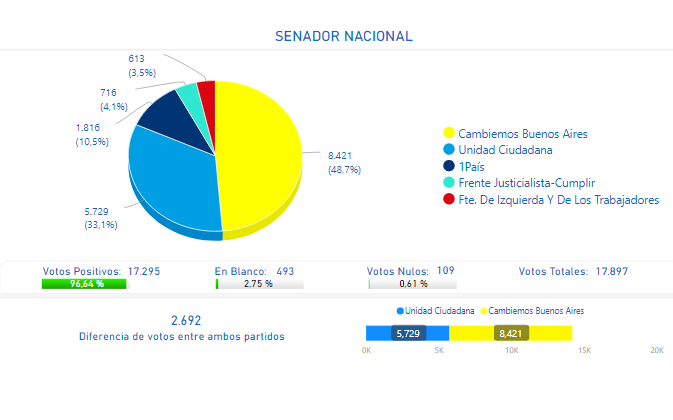 SENADOR NACIONAL
613
(3,5%)
716
(4,1%)
1.816
(10,5%)
8.421
(48,7%)
5.729
(33,1%)
Cambiemos Buenos Aires
Unidad Ciudadana
1País
Frente Justicialista-Cumplir
Fte. De Izquierda Y De Los Trabajadores
Votos Positivos: 17.295
96,64 %
En Blanco: 493
2,75 %
Votos Nulos: 109
0,61 %
Votos Totales: 17.897
2.692
Diferencia de votos entre ambos partidos
Unidad Ciudadana Cambiemos Buenos Aires
5,729 8,421
0K 5K 10K 15K 20K